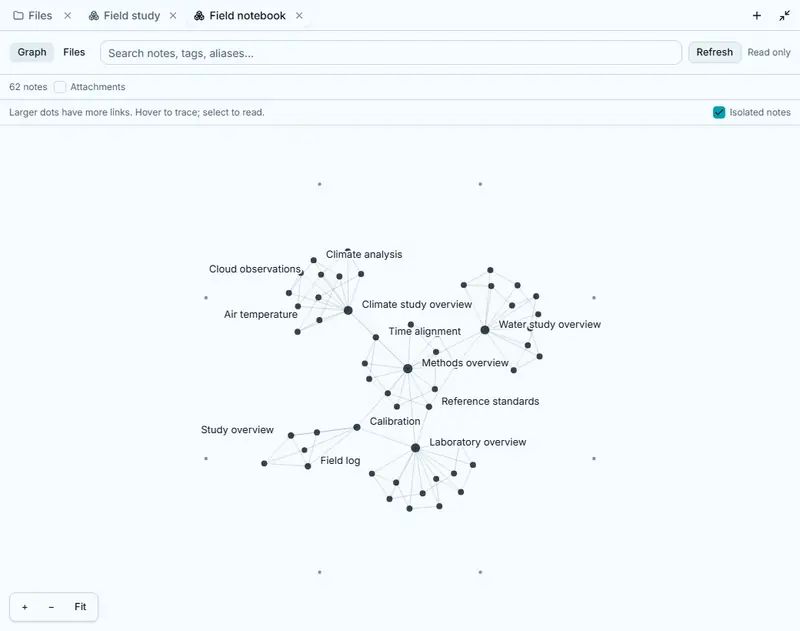 Files
Field study
Field notebook
Graph
Files
Search notes, tags, aliases...
Refresh
Read only
62 notes
Attachments
Larger dots have more links. Hover to trace; select to read.
Isolated notes
Climate analysis
Cloud observations
Climate study overview
Air temperature
Water study overview
Time alignment
Methods overview
Reference standards
Calibration
Study overview
Laboratory overview
Field log
+
−
Fit